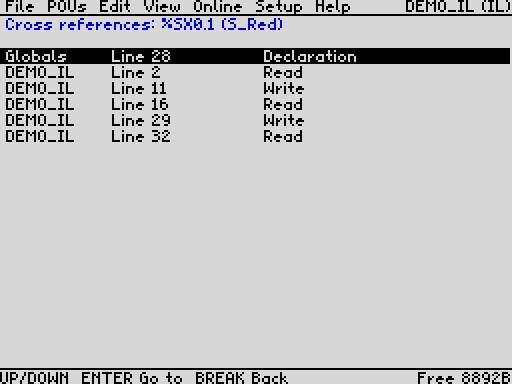 File POUs Edit View Online Setup Help DEMO_IL (IL)
Cross references: %SX0.1 (S_Red)
Globals Line 28 Declaration
DEMO_IL Line 2 Read
DEMO_IL Line 11 Write
DEMO_IL Line 16 Read
DEMO_IL Line 29 Write
DEMO_IL Line 32 Read
UP/DOWN ENTER Go to BREAK Back Free 8892B